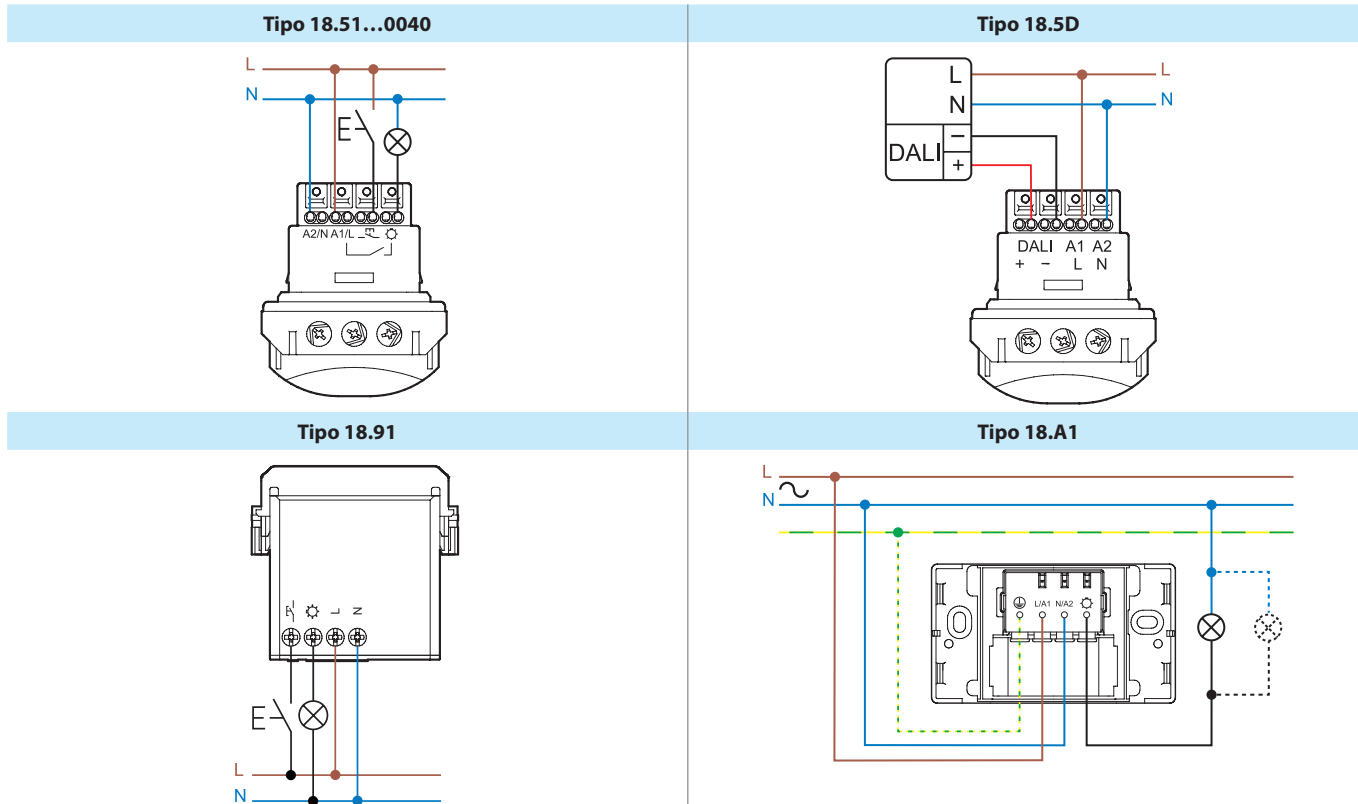 Tipo 18.51…0040
L
N
E
A2/N A1/L
Tipo 18.5D
L
N
DALI
−
+
L
N
DALI A1 A2
+ − L N
Tipo 18.91
L N
E
L
N
Tipo 18.A1
L
N
L/A1 N/A2